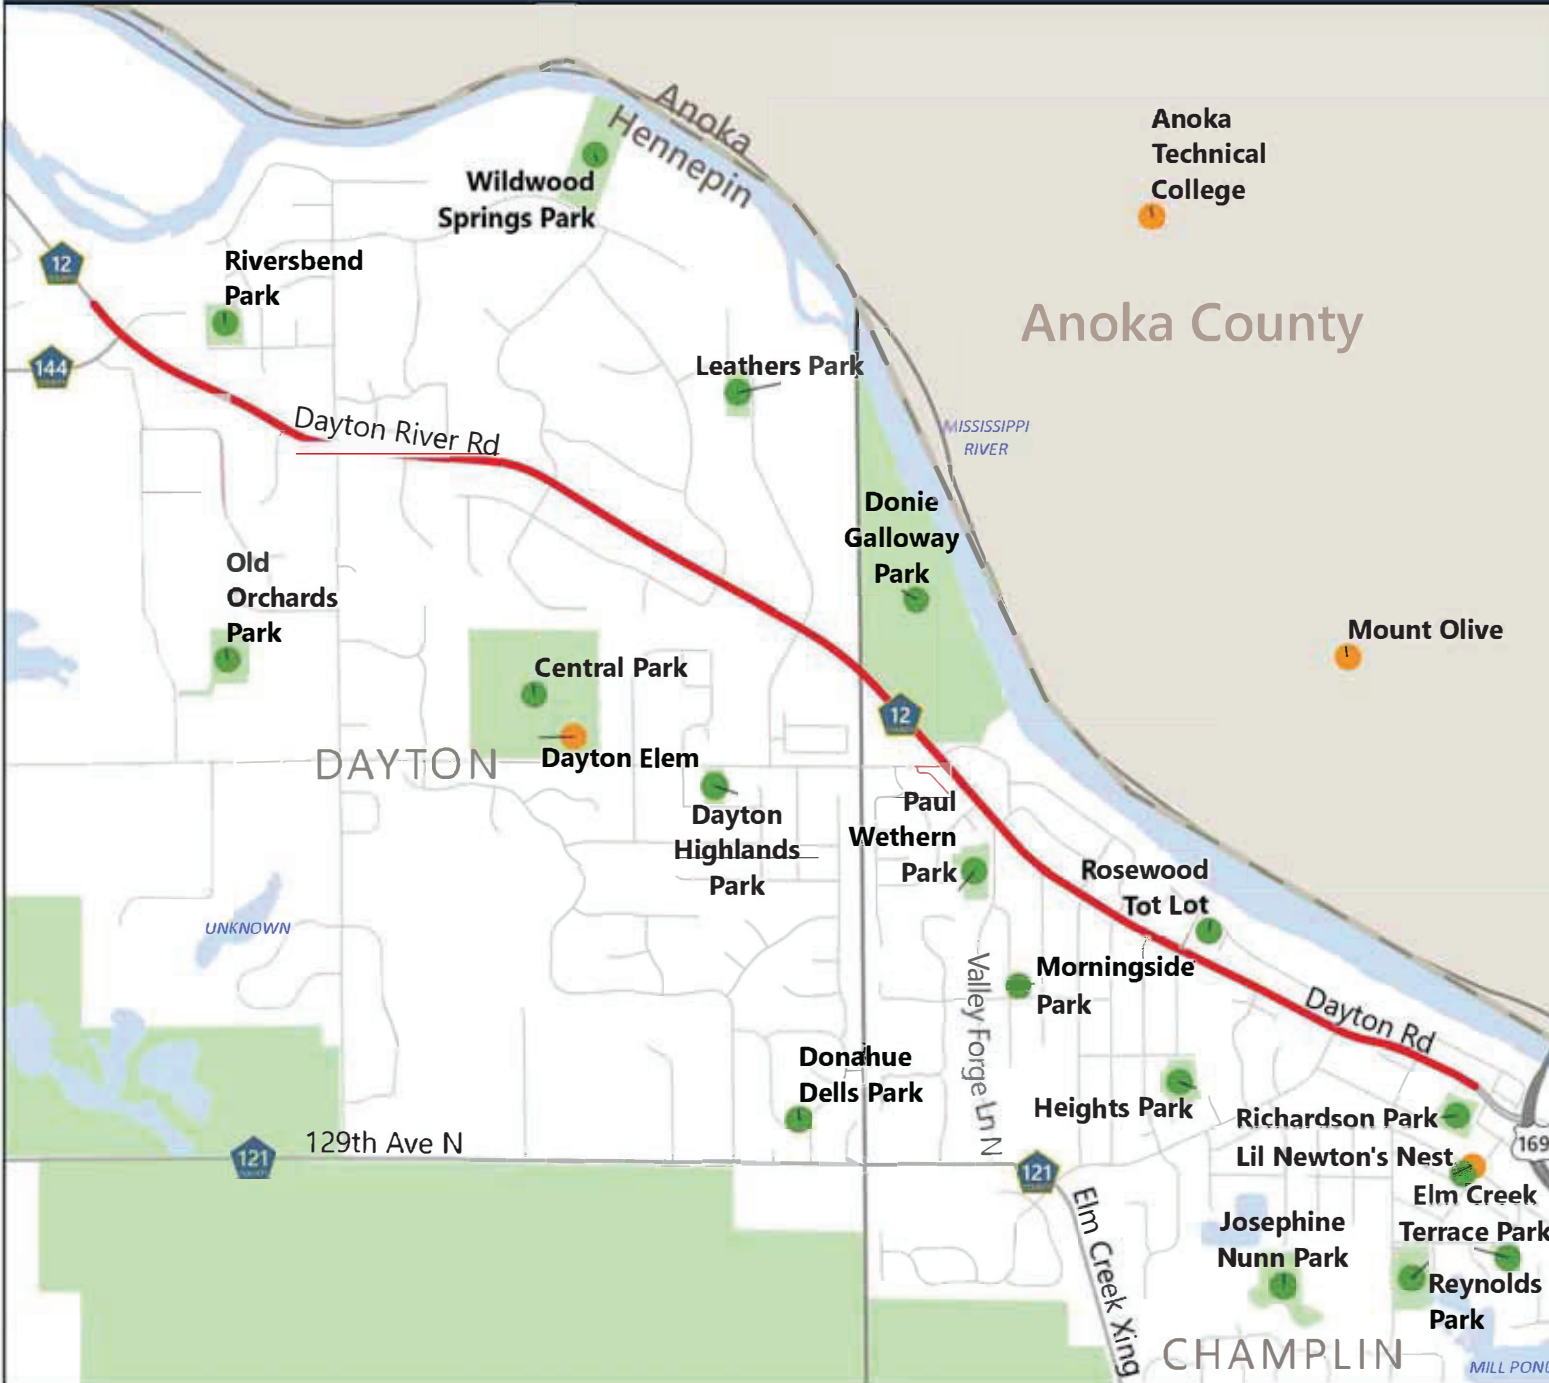 Anoka
Hennepin
Anoka
Technical
College
Wildwood
Springs Park
12
Riversbend
Park
Anoka County
144
Leathers Park
Dayton River Rd
MISSISSIPPI
RIVER
Donie
Galloway
Park
Old
Orchards
Park
Mount Olive
Central Park
12
DAYTON
Dayton Elem
Paul
Wethern
Park
Dayton
Highlands
Park
Rosewood
Tot Lot
UNKNOWN
Valley Forge Ln N
Morningside
Park
Dayton Rd
Donahue
Dells Park
Heights Park
Richardson Park
169
129th Ave N
121
Lil Newton's Nest
121
Elm Creek
Terrace Park
Elm Creek Xing
Josephine
Nunn Park
Reynolds
Park
CHAMPLIN
MILL POND